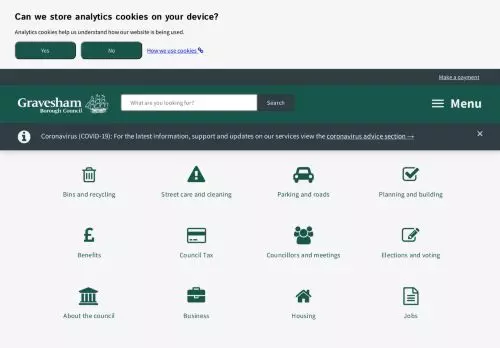 Can we store analytics cookies on your device?
Analytics cookies help us understand how our website is being used.
Yes
No
How we use cookies
Make a payment
Gravesham
Borough Council
What are you looking for?
Search
Menu
Coronavirus (COVID-19): For the latest information, support and updates on our services view the coronavirus advice section →
Bins and recycling
Street care and cleaning
Parking and roads
Planning and building
Benefits
Council Tax
Councillors and meetings
Elections and voting
About the council
Business
Housing
Jobs